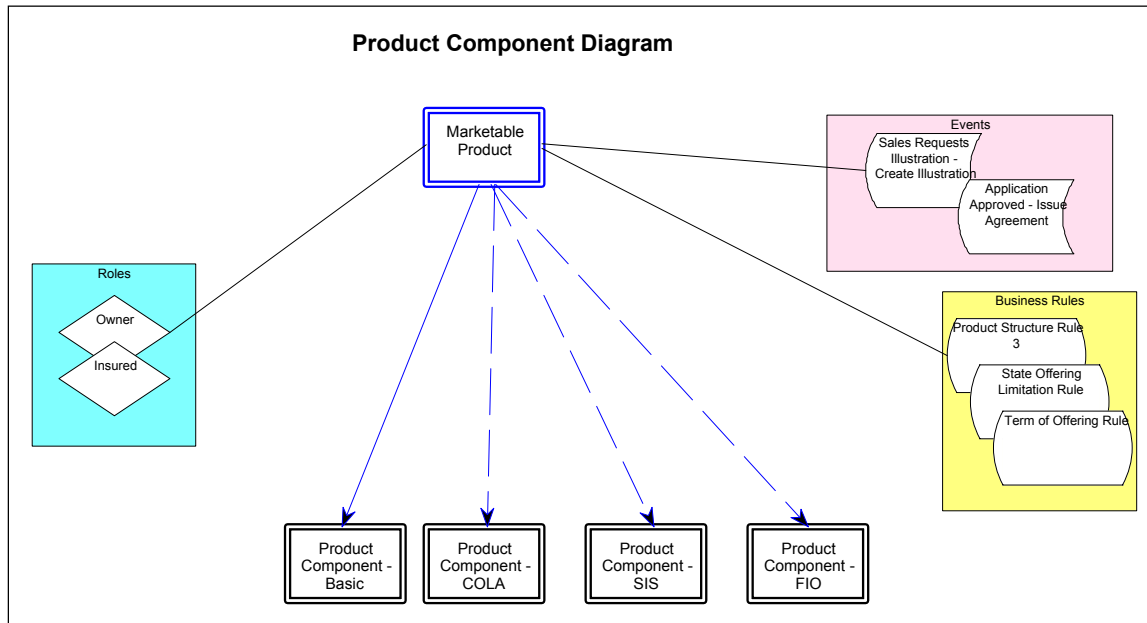 Product Component Diagram
Marketable
Product
Events
Sales Requests
Illustration -
Create Illustration
Application
Approved - Issue
Agreement
Roles
Owner
Insured
Business Rules
Product Structure Rule
3
State Offering
Limitation Rule
Term of Offering Rule
Product
Component -
Basic
Product
Component -
COLA
Product
Component -
SIS
Product
Component -
FIO